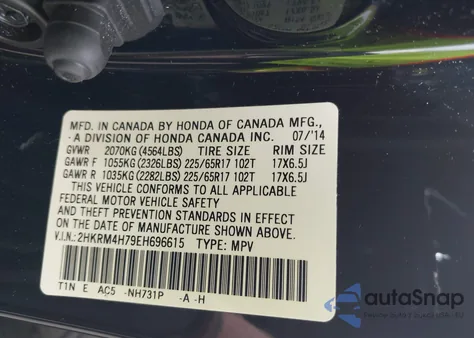 MFD. IN CANADA BY HONDA OF CANADA MFG.,
- A DIVISION OF HONDA CANADA INC. 07/'14
GVWR 2070KG (4564LBS) TIRE SIZE RIM SIZE
GAWR F 1055KG (2326LBS) 225/65R17 102T 17X6.5J
GAWR R 1035KG (2282LBS) 225/65R17 102T 17X6.5J
THIS VEHICLE CONFORMS TO ALL APPLICABLE
FEDERAL MOTOR VEHICLE SAFETY
AND THEFT PREVENTION STANDARDS IN EFFECT
ON THE DATE OF MANUFACTURE SHOWN ABOVE.
V.I.N.: 2HKRM4H79EH696615 TYPE: MPV
T1N E AC5 -NH731P -A -H
autoSnap